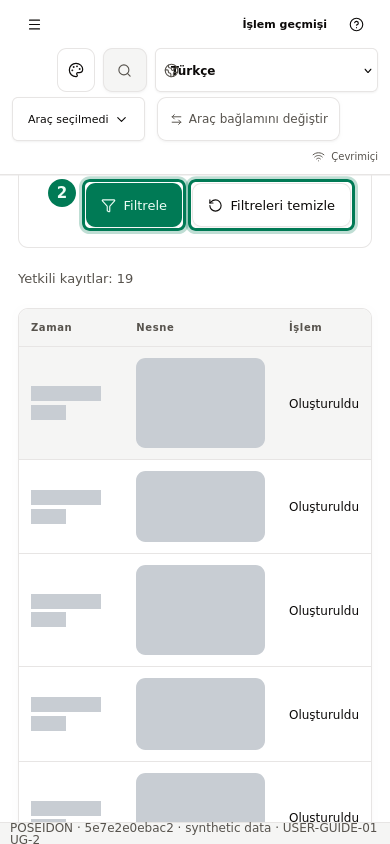 İşlem geçmişi
Türkçe
Araç seçilmedi
Araç bağlamını değiştir
Çevrimiçi
2
Filtrele
Filtreleri temizle
Yetkili kayıtlar: 19
Zaman Nesne İşlem
Oluşturuldu
Oluşturuldu
Oluşturuldu
Oluşturuldu
Oluşturuldu
POSEIDON · 5e7e2e0ebac2 · synthetic data · USER-GUIDE-01
UG-2